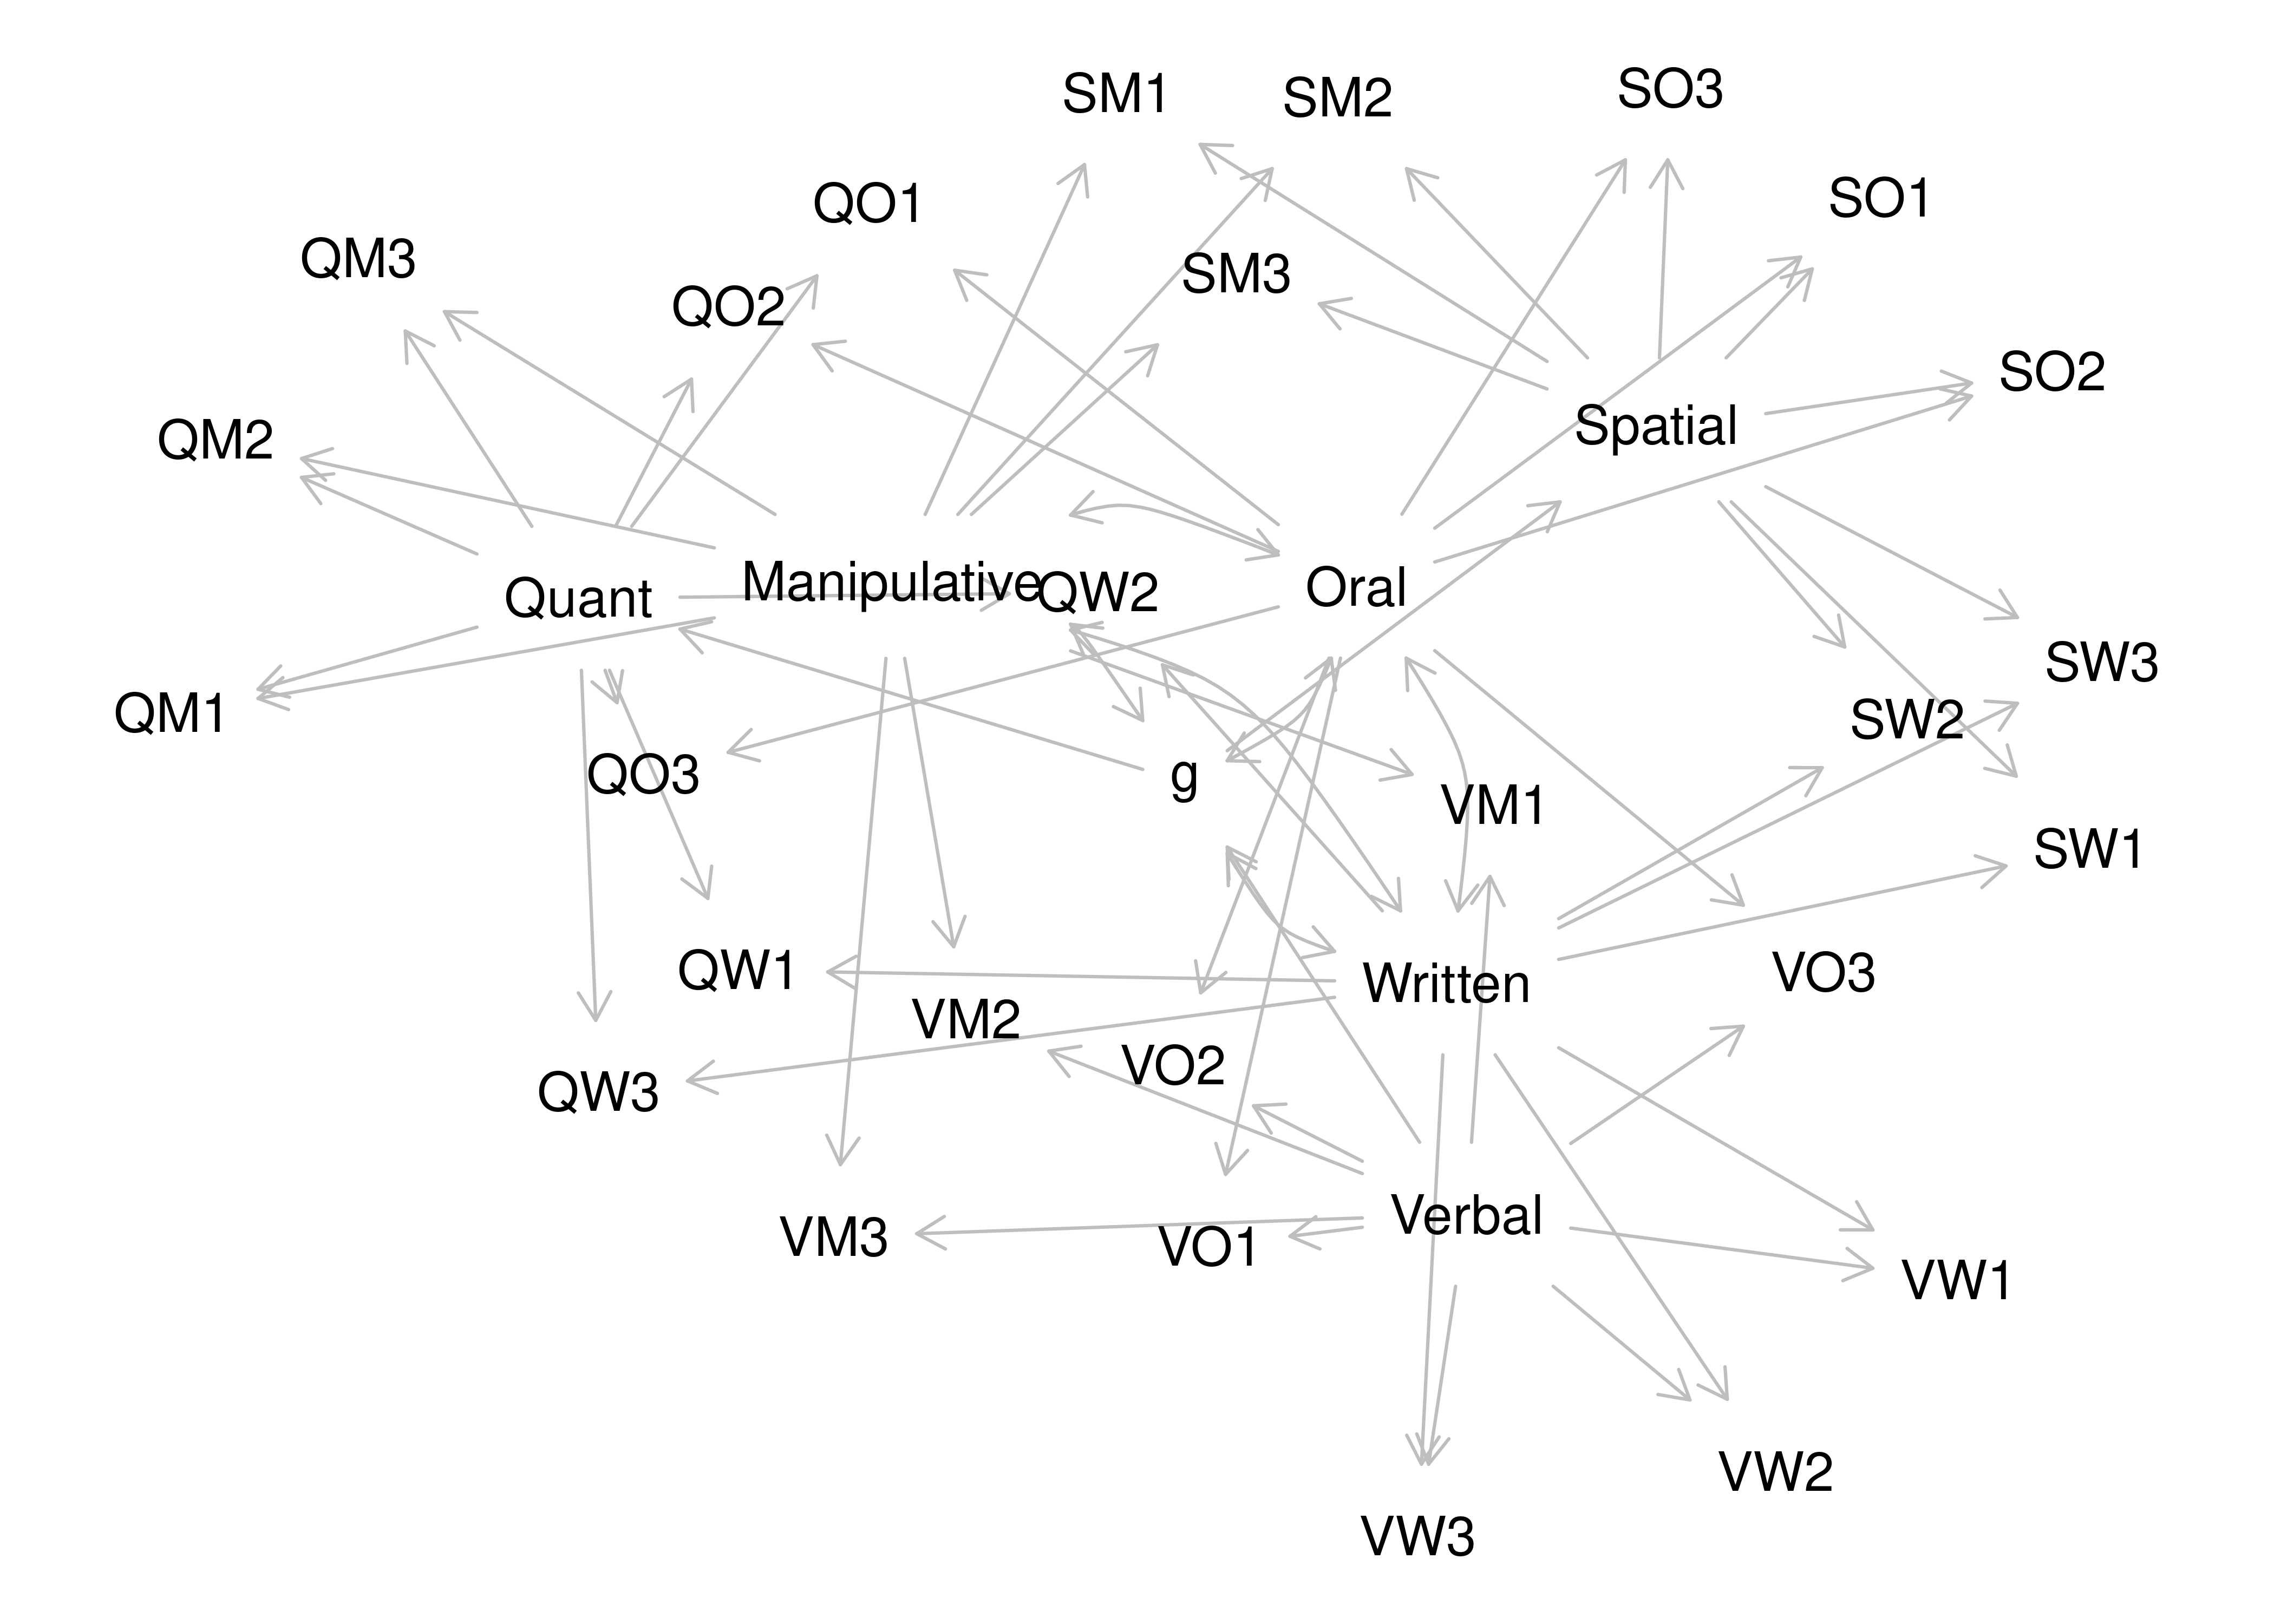 SO3
SM1
SM2
SO1
QO1
QM3
SM3
QO2
SO2
Spatial
QM2
Manipulative
Oral
QW2
Quant
SW3
QM1
SW2
QO3
g
VM1
SW1
QW1
VO3
Written
VM2
VO2
QW3
Verbal
VM3
VO1
VW1
VW2
VW3